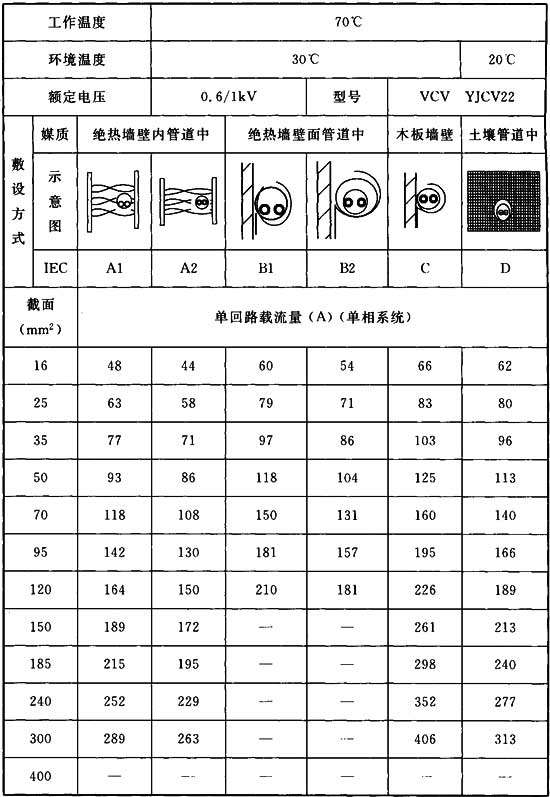 工作温度 70℃
环境温度 30℃ 20℃
额定电压 0.6/1kV 型号 VCV YJCV22
敷设方式 媒质 绝热墙壁内管道中 绝热墙壁面管道中 木板墙壁 土壤管道中
示意图
IEC A1 A2 B1 B2 C D
截面
(mm²)
单回路载流量(A)(单相系统)
16 48 44 60 54 66 62
25 63 58 79 71 83 80
35 77 71 97 86 103 96
50 93 86 118 104 125 113
70 118 108 150 131 160 140
95 142 130 181 157 195 166
120 164 150 210 181 226 189
150 189 172 — — 261 213
185 215 195 — — 298 240
240 252 229 — — 352 277
300 289 263 — — 406 313
400 — — — — — —